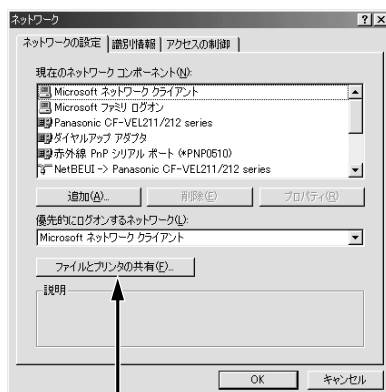 ネットワーク
ネットワークの設定 識別情報 アクセスの制御
現在のネットワーク コンポーネント(N):
Microsoft ネットワーク クライアント
Microsoft ファミリ ログオン
Panasonic CF-VEL211/212 series
ダイヤルアップ アダプタ
赤外線 PnP シリアル ポート (*PNP0510)
NetBEUI -> Panasonic CF-VEL211/212 series
追加(A)... 削除(E) プロパティ(R)
優先的にログオンするネットワーク(L):
Microsoft ネットワーク クライアント
ファイルとプリンタの共有(F)...
説明
OK キャンセル